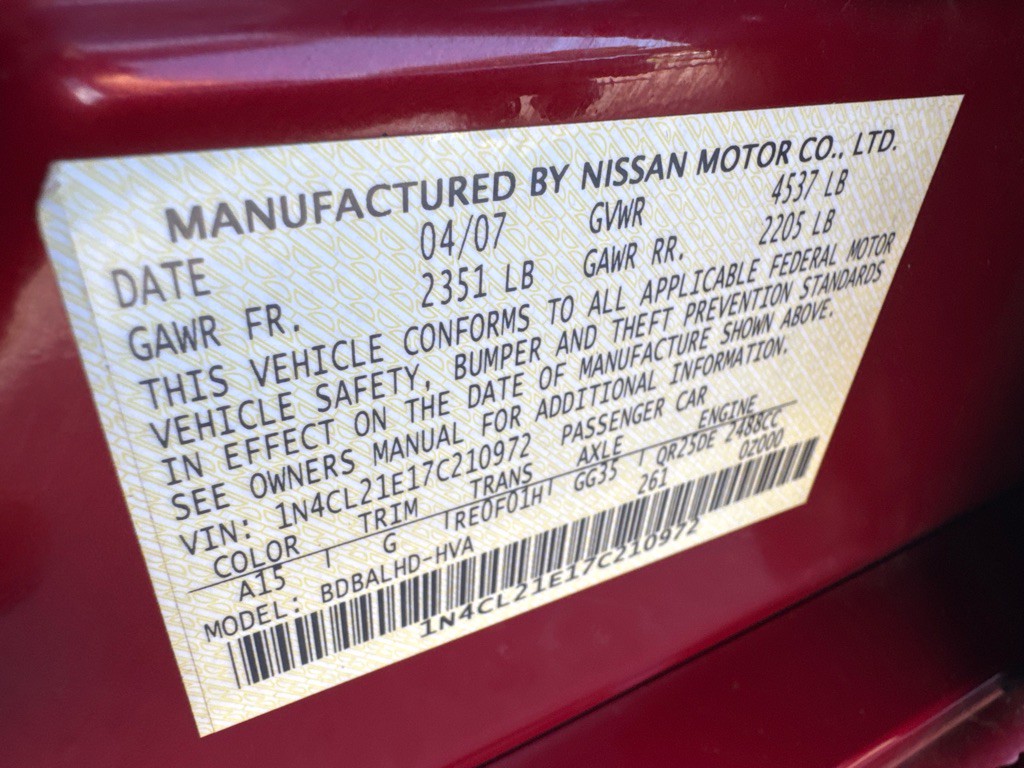 MANUFACTURED BY NISSAN MOTOR CO., LTD.
DATE 04/07 GVWR 4537 LB
GAWR FR. 2351 LB GAWR RR. 2205 LB
THIS VEHICLE CONFORMS TO ALL APPLICABLE FEDERAL MOTOR
VEHICLE SAFETY, BUMPER AND THEFT PREVENTION STANDARDS
IN EFFECT ON THE DATE OF MANUFACTURE SHOWN ABOVE.
SEE OWNERS MANUAL FOR ADDITIONAL INFORMATION.
VIN: 1N4CL21E17C210972 PASSENGER CAR
COLOR TRIM TRANS AXLE ENGINE
A15 G RE0F01H GG35 QR25DE 2488CC
MODEL: BDBALHD-HVA 261 0Z000
1N4CL21E17C210972